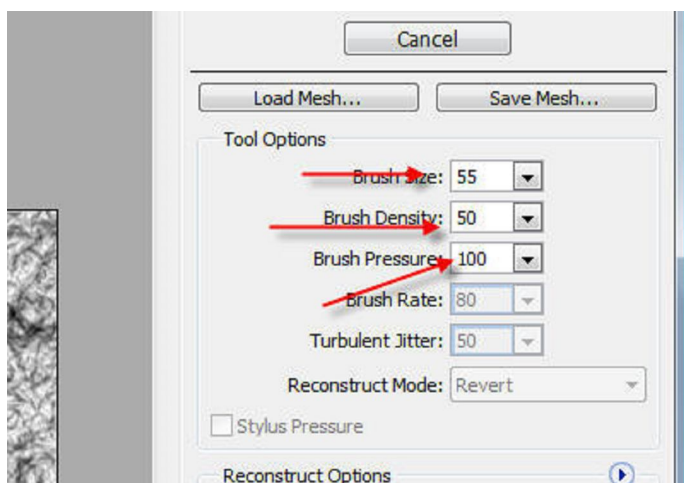 Cancel
Load Mesh... Save Mesh...
Tool Options
Brush Size: 55
Brush Density: 50
Brush Pressure: 100
Brush Rate: 80
Turbulent Jitter: 50
Reconstruct Mode: Revert
Stylus Pressure
Reconstruct Options